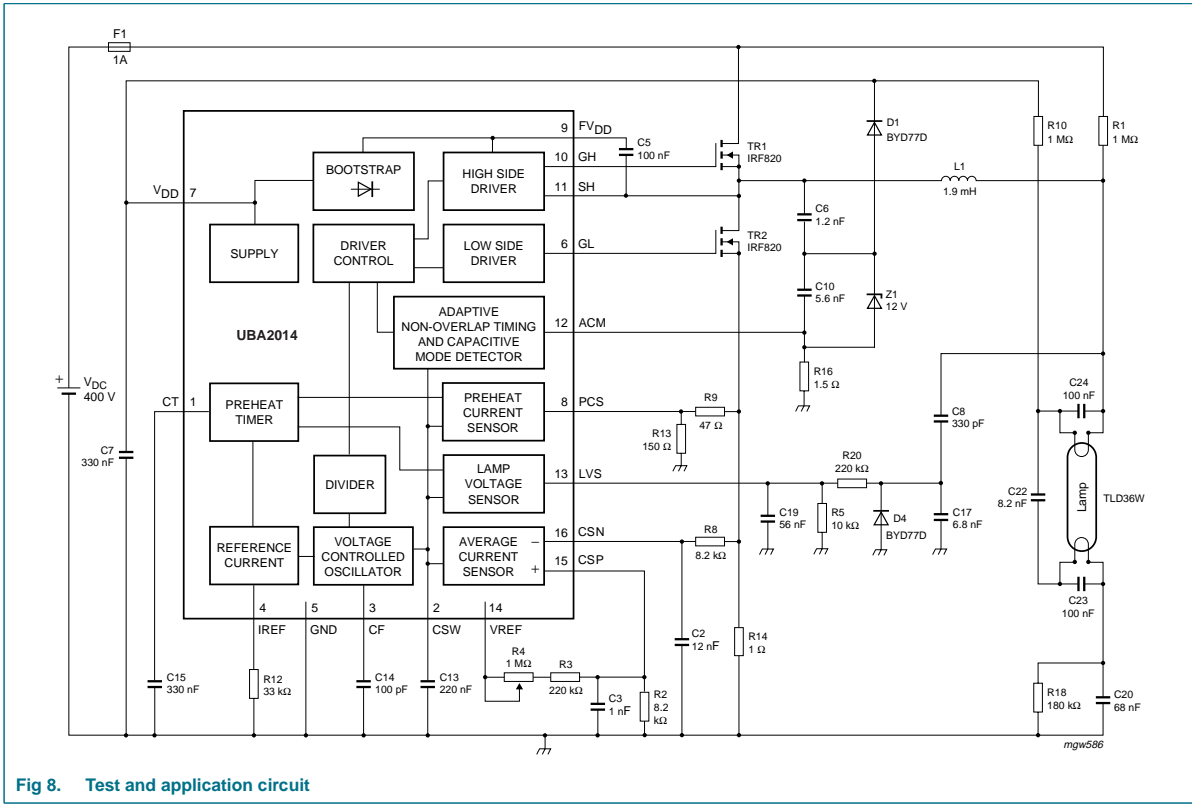 F1
1A
9
FVDD
C5
100 nF
10
GH
TR1
IRF820
D1
BYD77D
R10
1 MΩ
R1
1 MΩ
BOOTSTRAP
HIGH SIDE
DRIVER
11
SH
L1
1.9 mH
VDD
7
C6
1.2 nF
SUPPLY
DRIVER
CONTROL
LOW SIDE
DRIVER
6
GL
TR2
IRF820
C10
5.6 nF
Z1
12 V
UBA2014
ADAPTIVE
NON-OVERLAP TIMING
AND CAPACITIVE
MODE DETECTOR
12
ACM
R16
1.5 Ω
+
VDC
400 V
CT
1
PREHEAT
TIMER
PREHEAT
CURRENT
SENSOR
8
PCS
R9
47 Ω
R13
150 Ω
C8
330 pF
C24
100 nF
C7
330 nF
DIVIDER
LAMP
VOLTAGE
SENSOR
13
LVS
R20
220 kΩ
C19
56 nF
R5
10 kΩ
D4
BYD77D
C17
6.8 nF
C22
8.2 nF
Lamp
TLD36W
REFERENCE
CURRENT
VOLTAGE
CONTROLLED
OSCILLATOR
AVERAGE
CURRENT
SENSOR
−
+
16
CSN
15
CSP
R8
8.2 kΩ
C23
100 nF
4
5
3
2
14
IREF
GND
CF
CSW
VREF
C15
330 nF
R12
33 kΩ
C14
100 pF
C13
220 nF
R4
1 MΩ
R3
220 kΩ
C3
1 nF
R2
8.2
kΩ
C2
12 nF
R14
1 Ω
R18
180 kΩ
C20
68 nF
mgw586
Fig 8. Test and application circuit